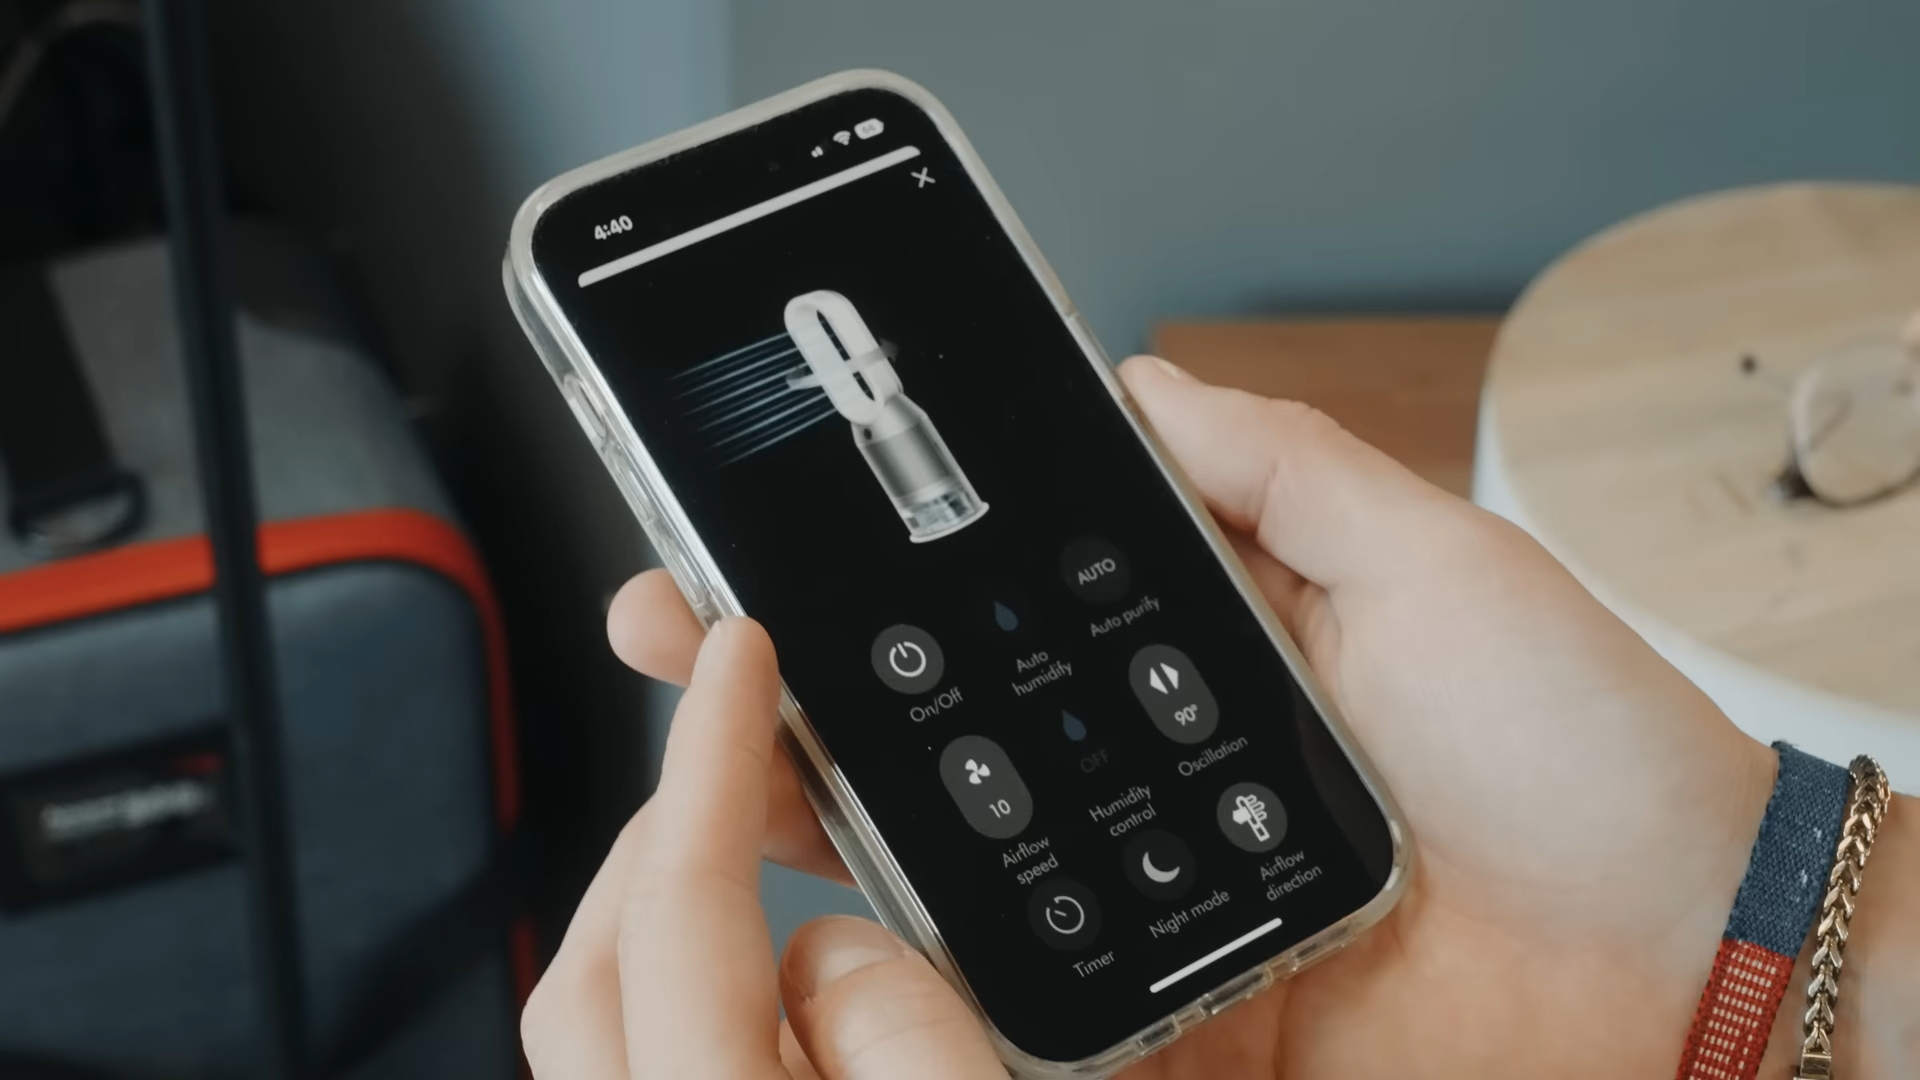 4:40
66
AUTO
Auto purify
Auto
humidify
On/Off
90°
Oscillation
OFF
Humidity
control
10
Airflow
speed
Airflow
direction
Night mode
Timer